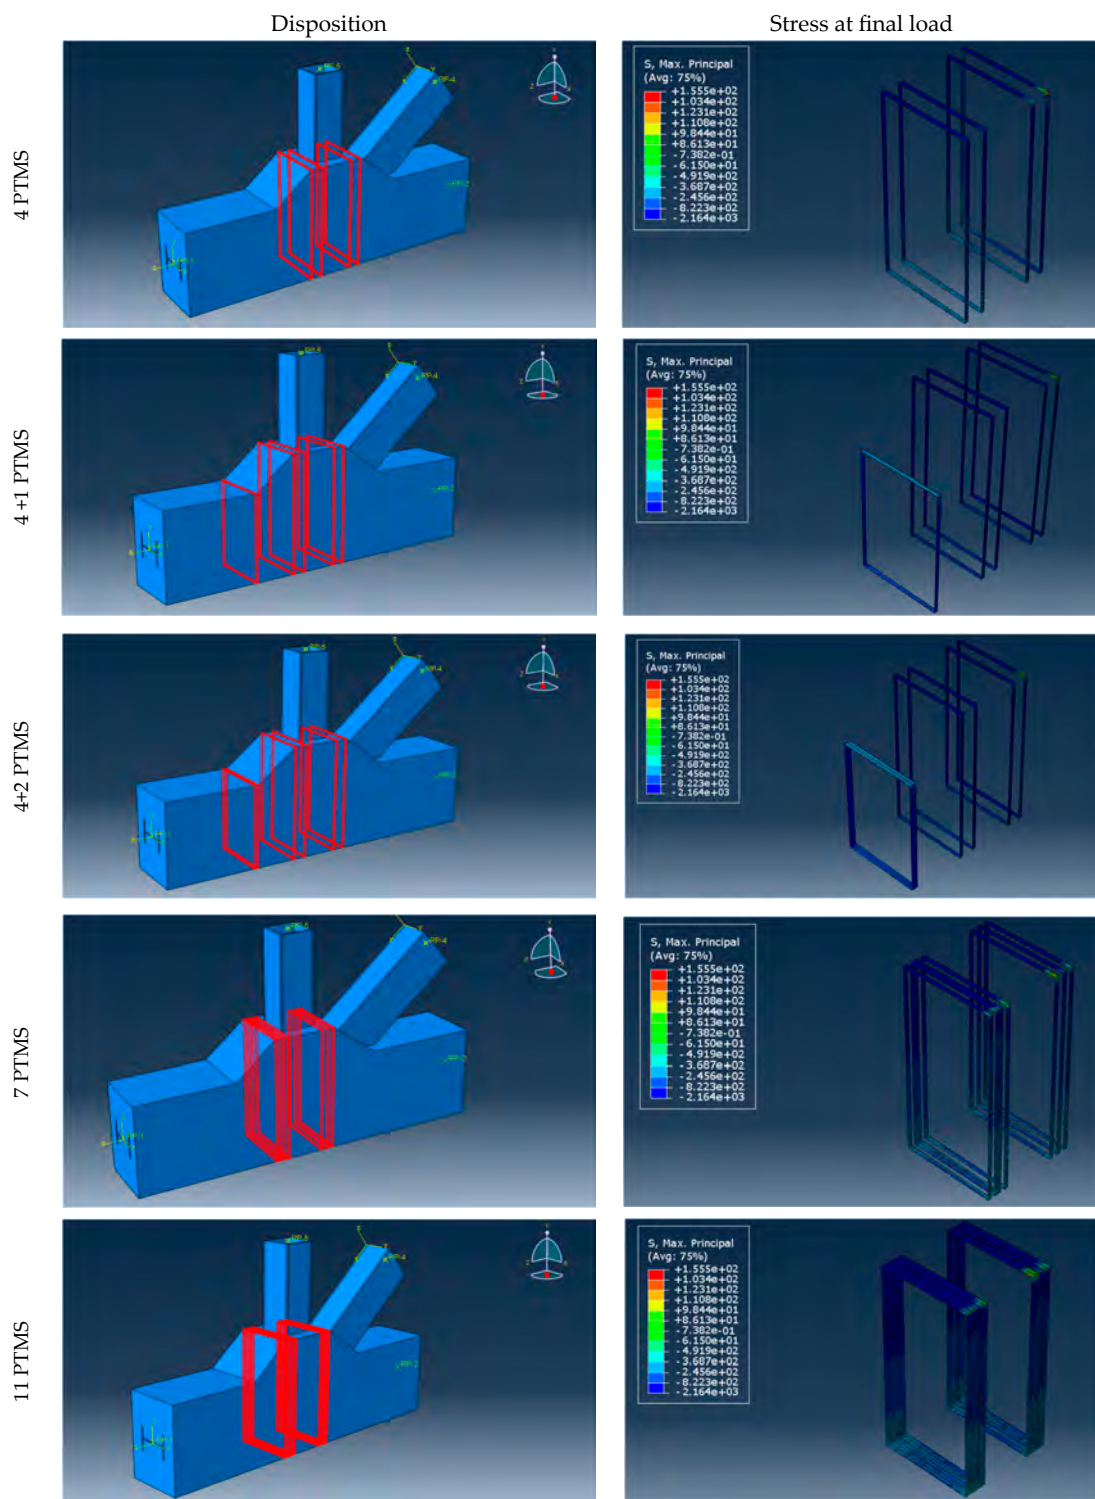 Disposition
Stress at final load
4 PTMS
S, Max. Principal
(Avg: 75%)
+1.555e+02
+1.034e+02
+1.231e+02
+1.108e+02
+9.844e+01
+8.613e+01
-7.382e-01
-6.150e+01
-4.919e+02
-3.687e+02
-2.456e+02
-8.223e+02
-2.164e+03
4 +1 PTMS
S, Max. Principal
(Avg: 75%)
+1.555e+02
+1.034e+02
+1.231e+02
+1.108e+02
+9.844e+01
+8.613e+01
-7.382e-01
-6.150e+01
-4.919e+02
-3.687e+02
-2.456e+02
-8.223e+02
-2.164e+03
4+2 PTMS
S, Max. Principal
(Avg: 75%)
+1.555e+02
+1.034e+02
+1.231e+02
+1.108e+02
+9.844e+01
+8.613e+01
-7.382e-01
-6.150e+01
-4.919e+02
-3.687e+02
-2.456e+02
-8.223e+02
-2.164e+03
7 PTMS
S, Max. Principal
(Avg: 75%)
+1.555e+02
+1.034e+02
+1.231e+02
+1.108e+02
+9.844e+01
+8.613e+01
-7.382e-01
-6.150e+01
-4.919e+02
-3.687e+02
-2.456e+02
-8.223e+02
-2.164e+03
11 PTMS
S, Max. Principal
(Avg: 75%)
+1.555e+02
+1.034e+02
+1.231e+02
+1.108e+02
+9.844e+01
+8.613e+01
-7.382e-01
-6.150e+01
-4.919e+02
-3.687e+02
-2.456e+02
-8.223e+02
-2.164e+03